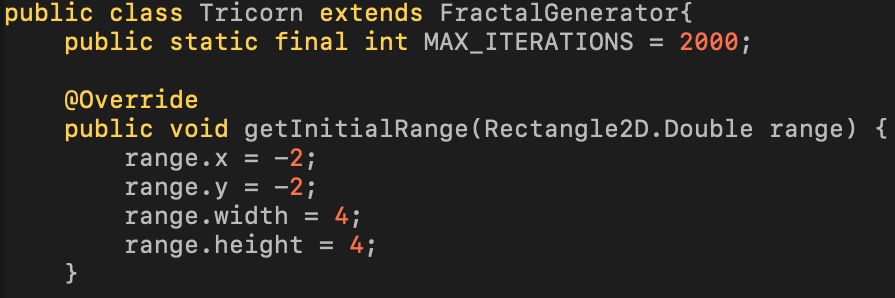 public class Tricorn extends FractalGenerator{
    public static final int MAX_ITERATIONS = 2000;

    @Override
    public void getInitialRange(Rectangle2D.Double range) {
        range.x = -2;
        range.y = -2;
        range.width = 4;
        range.height = 4;
    }